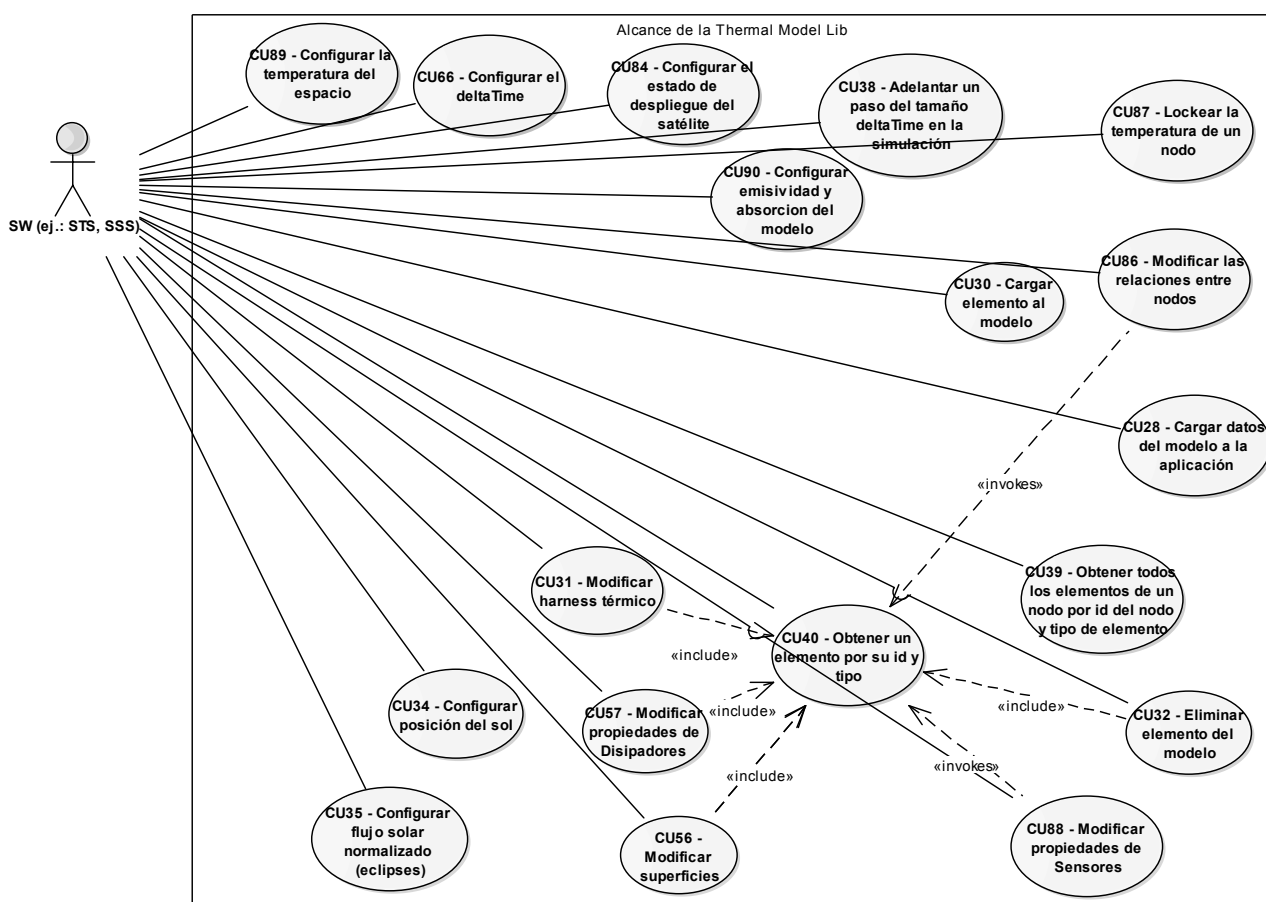 Alcance de la Thermal Model Lib
CU89 - Configurar la
temperatura del
espacio
CU66 - Configurar el
deltaTime
CU84 - Configurar el
estado de
despliegue del
satélite
CU38 - Adelantar un
paso del tamaño
deltaTime en la
simulación
CU87 - Lockear la
temperatura de un
nodo
SW (ej.: STS, SSS)
CU90 - Configurar
emisividad y
absorcion del
modelo
CU86 - Modificar las
relaciones entre
nodos
CU30 - Cargar
elemento al
modelo
CU28 - Cargar datos
del modelo a la
aplicación
«invokes»
CU31 - Modificar
harness térmico
CU39 - Obtener todos
los elementos de un
nodo por id del nodo
y tipo de elemento
CU40 - Obtener un
elemento por su id y
tipo
«include»
CU34 - Configurar
posición del sol
CU57 - Modificar
propiedades de
Disipadores
«include»
«include»
CU32 - Eliminar
elemento del
modelo
«include»
«invokes»
CU35 - Configurar
flujo solar
normalizado
(eclipses)
CU56 -
Modificar
superficies
CU88 - Modificar
propiedades de
Sensores